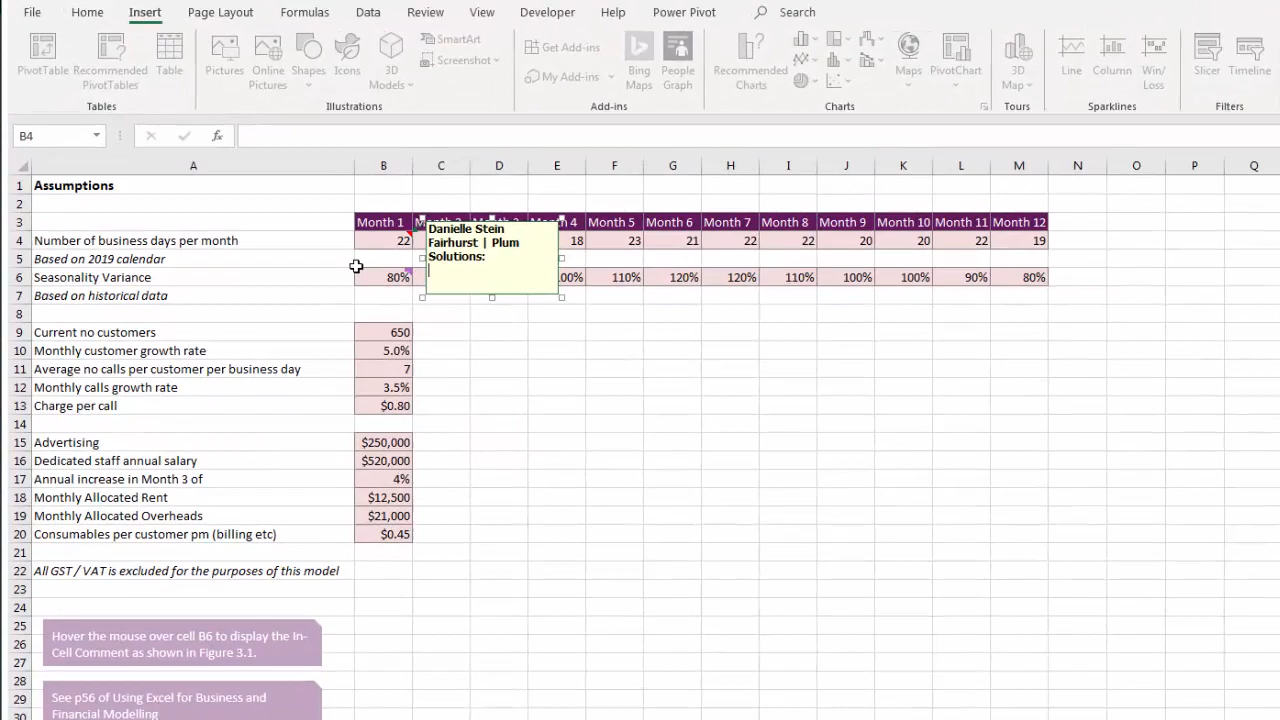 File Home Insert Page Layout Formulas Data Review View Developer Help Power Pivot Search
PivotTable Recommended PivotTables Table Pictures Online Pictures Shapes Icons 3D Models SmartArt Screenshot Get Add-ins My Add-ins Bing Maps People Graph Recommended Charts Maps PivotChart 3D Map Line Column Win/Loss Slicer Timeline
Tables Illustrations Add-ins Charts Tours Sparklines Filters
B4 fx
A B C D E F G H I J K L M N O P Q
1 Assumptions
2
3 Month 1 4 Month 5 Month 6 Month 7 Month 8 Month 9 Month 10 Month 11 Month 12
4 Number of business days per month 22 18 23 21 22 22 20 20 22 19
Danielle Stein
Fairhurst | Plum
Solutions:
5 Based on 2019 calendar
6 Seasonality Variance 80% 00% 110% 120% 120% 110% 100% 100% 90% 80%
7 Based on historical data
8
9 Current no customers 650
10 Monthly customer growth rate 5.0%
11 Average no calls per customer per business day 7
12 Monthly calls growth rate 3.5%
13 Charge per call $0.80
14
15 Advertising $250,000
16 Dedicated staff annual salary $520,000
17 Annual increase in Month 3 of 4%
18 Monthly Allocated Rent $12,500
19 Monthly Allocated Overheads $21,000
20 Consumables per customer pm (billing etc) $0.45
21
22 All GST / VAT is excluded for the purposes of this model
23
24
25
26
27
28
29
30
Hover the mouse over cell B6 to display the In-
Cell Comment as shown in Figure 3.1.
See p56 of Using Excel for Business and
Financial Modelling